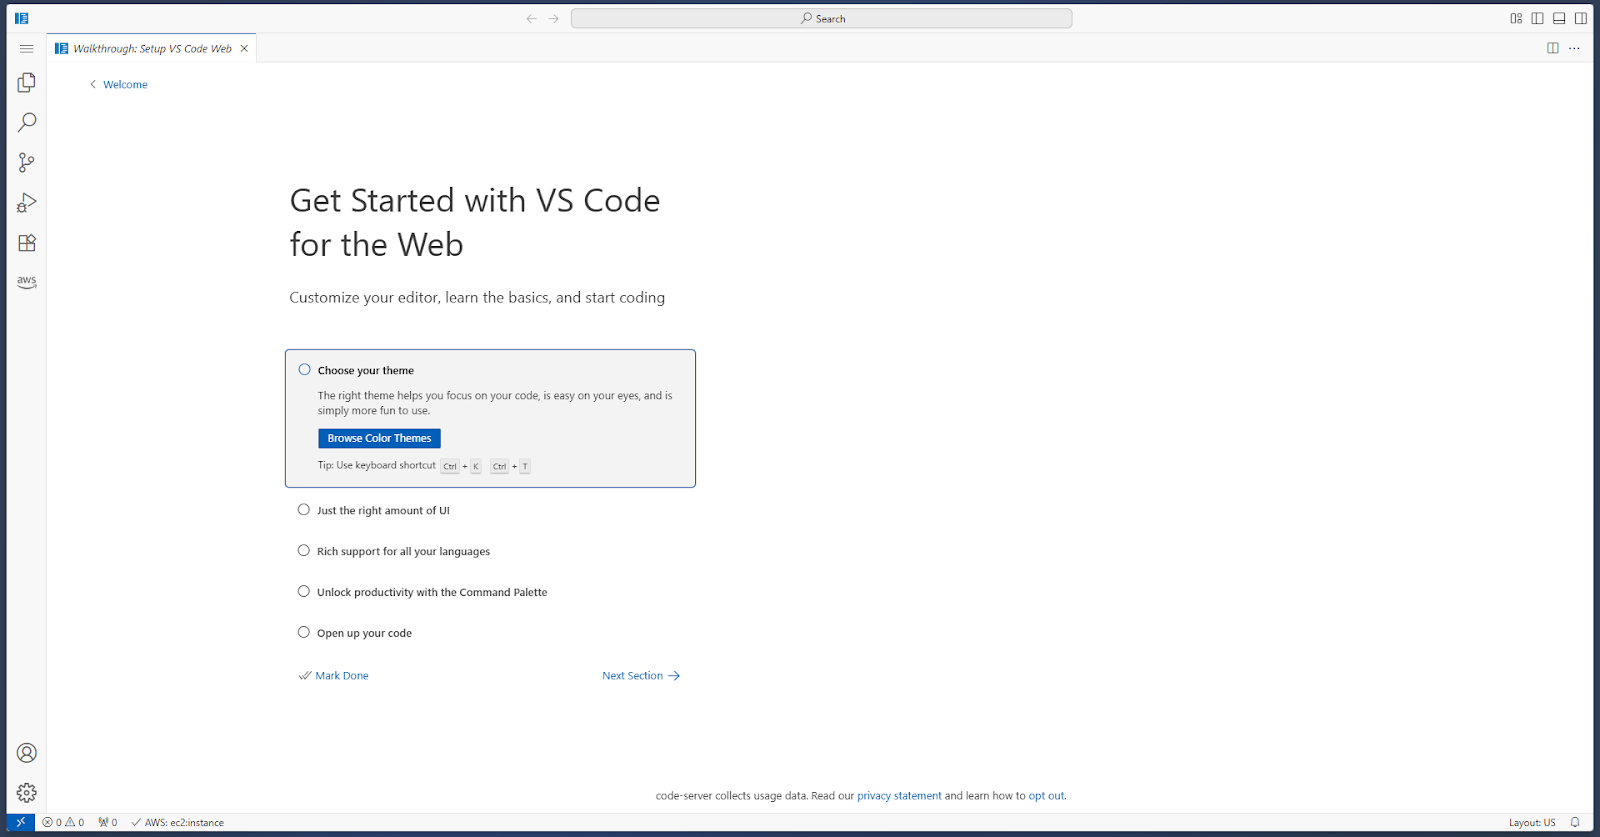 Search
Walkthrough: Setup VS Code Web
Welcome
aws
Get Started with VS Code
for the Web
Customize your editor, learn the basics, and start coding
Choose your theme
The right theme helps you focus on your code, is easy on your eyes, and is
simply more fun to use.
Browse Color Themes
Tip: Use keyboard shortcut Ctrl + K Ctrl + T
Just the right amount of UI
Rich support for all your languages
Unlock productivity with the Command Palette
Open up your code
Mark Done
Next Section
code-server collects usage data. Read our privacy statement and learn how to opt out.
0 0 0 AWS: ec2:instance
Layout: US